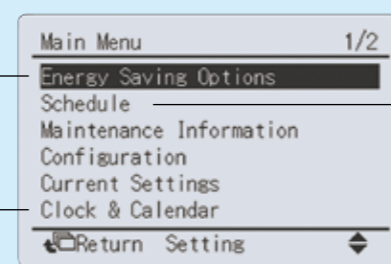 Main Menu 1/2
Energy Saving Options
Schedule
Maintenance Information
Configuration
Current Settings
Clock & Calendar
Return Setting